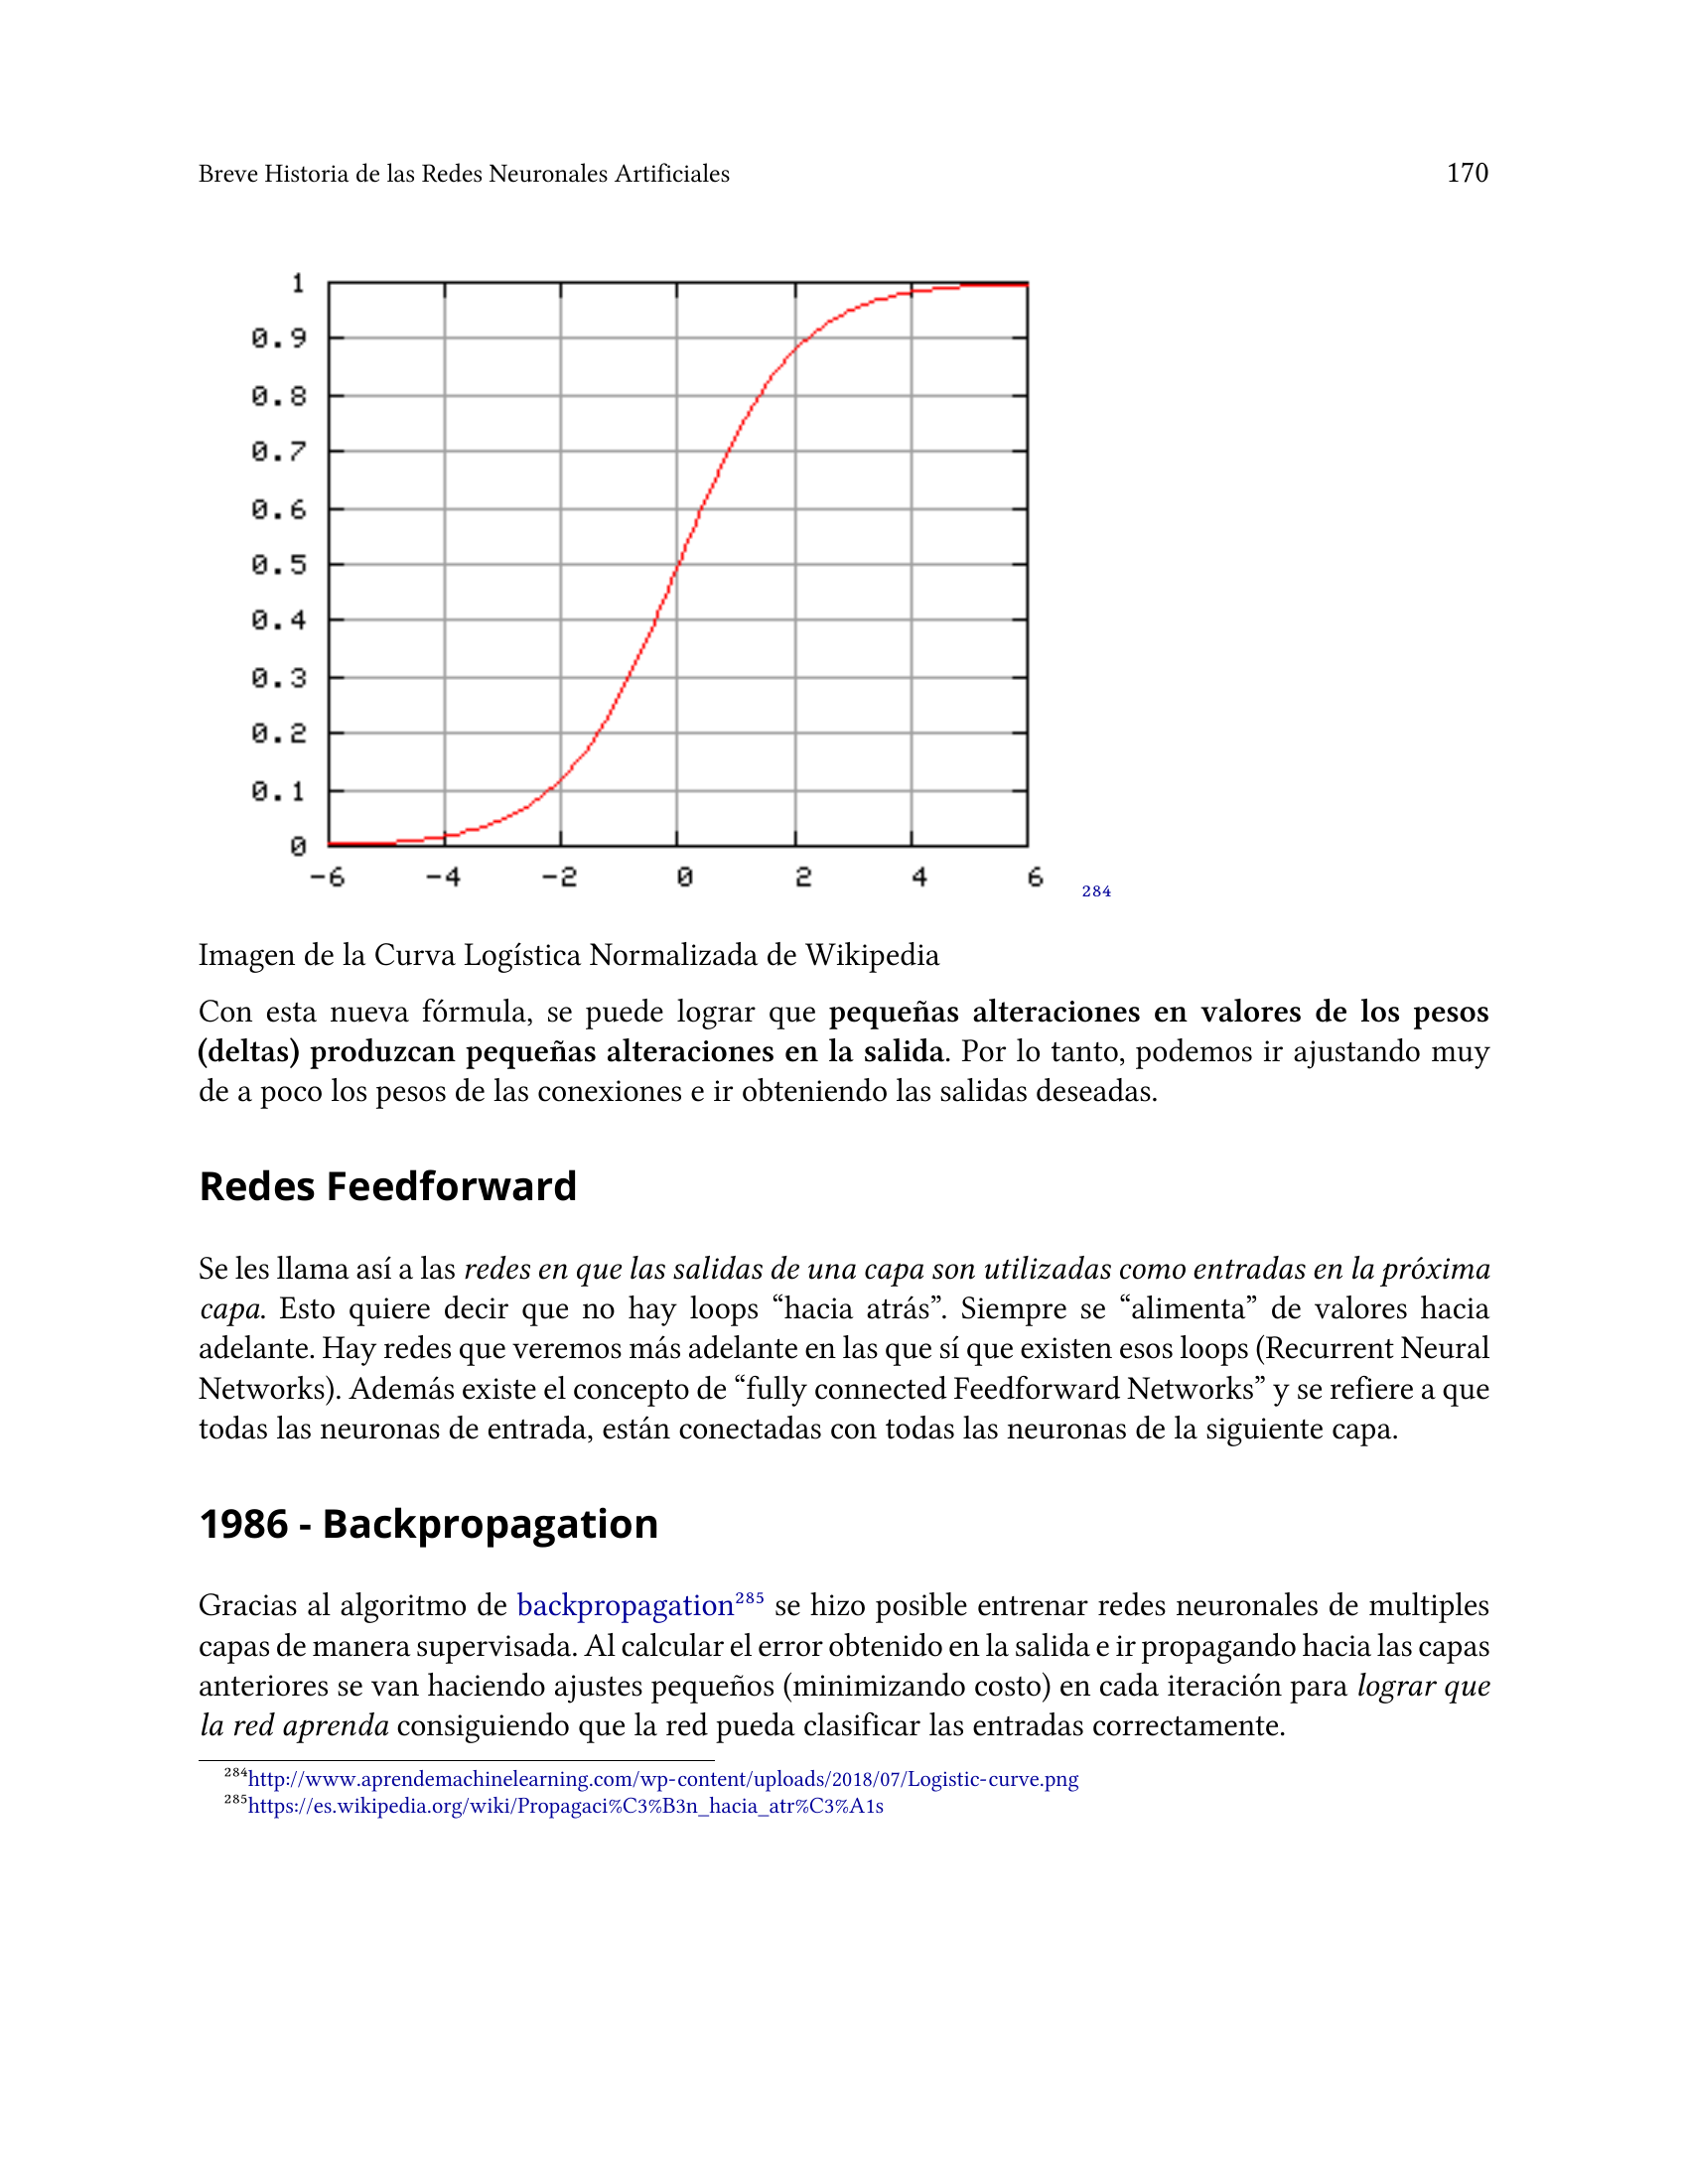 Breve Historia de las Redes Neuronales Artificiales 170
1
0.9
0.8
0.7
0.6
0.5
0.4
0.3
0.2
0.1
0
-6 -4 -2 0 2 4 6 284
Imagen de la Curva Logística Normalizada de Wikipedia
Con esta nueva fórmula, se puede lograr que pequeñas alteraciones en valores de los pesos
(deltas) produzcan pequeñas alteraciones en la salida. Por lo tanto, podemos ir ajustando muy
de a poco los pesos de las conexiones e ir obteniendo las salidas deseadas.
Redes Feedforward
Se les llama así a las redes en que las salidas de una capa son utilizadas como entradas en la próxima
capa. Esto quiere decir que no hay loops “hacia atrás”. Siempre se “alimenta” de valores hacia
adelante. Hay redes que veremos más adelante en las que sí que existen esos loops (Recurrent Neural
Networks). Además existe el concepto de “fully connected Feedforward Networks” y se refiere a que
todas las neuronas de entrada, están conectadas con todas las neuronas de la siguiente capa.
1986 - Backpropagation
Gracias al algoritmo de backpropagation285 se hizo posible entrenar redes neuronales de multiples
capas de manera supervisada. Al calcular el error obtenido en la salida e ir propagando hacia las capas
anteriores se van haciendo ajustes pequeños (minimizando costo) en cada iteración para lograr que
la red aprenda consiguiendo que la red pueda clasificar las entradas correctamente.
284http://www.aprendemachinelearning.com/wp-content/uploads/2018/07/Logistic-curve.png
285https://es.wikipedia.org/wiki/Propagaci%C3%B3n_hacia_atr%C3%A1s